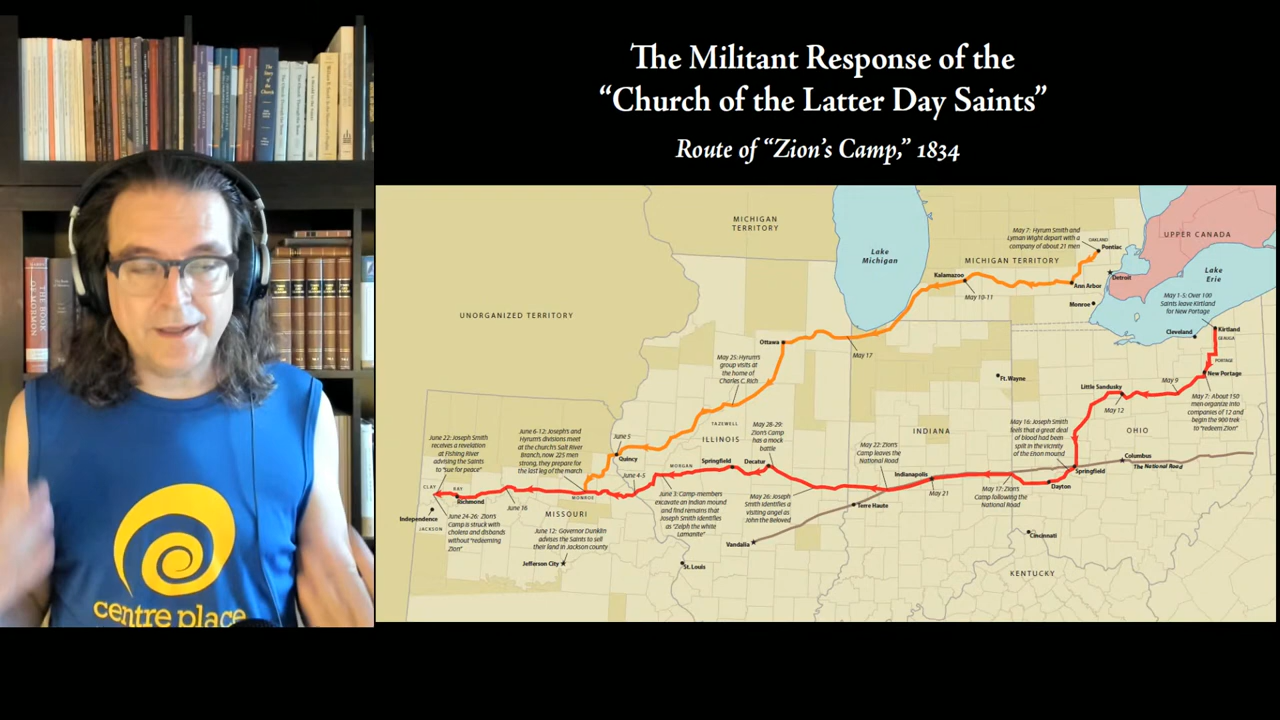 The Militant Response of the
“Church of the Latter Day Saints”
Route of “Zion’s Camp,” 1834
MICHIGAN
TERRITORY
Lake
Michigan
UNORGANIZED TERRITORY
May 7: Hyrum Smith and
Lyman Wight depart with a
company of about 21 men
OAKLAND
Pontiac
UPPER CANADA
MICHIGAN TERRITORY
Kalamazoo
Detroit
Ann Arbor
May 10-11
Monroe
Lake
Erie
May 1-5: Over 100
Saints leave Kirtland
for New Portage
Cleveland
Kirtland
GEAUGA
Ottawa
May 17
May 25: Hyrum's
group visits at
the home of
Charles C. Rich
PORTAGE
New Portage
Ft. Wayne
Little Sandusky
May 9
May 12
May 7: About 150
men organize into
companies of 12 and
begin the 900 trek
to "redeem Zion"
TAZEWELL
ILLINOIS
INDIANA
OHIO
May 16: Joseph Smith
feels that a great deal
of blood had been
spilt in the vicinity
of the Enon mound
June 22: Joseph Smith
receives a revelation
at Fishing River
advising the Saints
to "sue for peace"
June 6-12: Joseph's and
Hyrum's divisions meet
at the church's Salt River
Branch, now 225 men
strong, they prepare for
the last leg of the march
June 5
Quincy
May 28-29:
Zion's Camp
has a mock
battle
May 22: Zion's
Camp leaves the
National Road
Columbus
The National Road
Springfield
MORGAN
Springfield
Decatur
June 4-5
Indianapolis
May 21
Dayton
CLAY
RAY
Richmond
MONROE
June 16
MISSOURI
Independence
JACKSON
June 24-26: Zion's
Camp is struck with
cholera and disbands
without "redeeming
Zion"
June 12: Governor Dunklin
advises the Saints to sell
their land in Jackson county
Jefferson City
June 3: Camp-members
excavate an Indian mound
and find remains that
Joseph Smith identifies
as "Zelph the white
Lamanite"
May 26: Joseph
Smith identifies a
visiting angel as
John the Beloved
May 17: Zion's
Camp following the
National Road
Terre Haute
Vandalia
St. Louis
Cincinnati
KENTUCKY
centre place
THE BOOK
OF MORMON